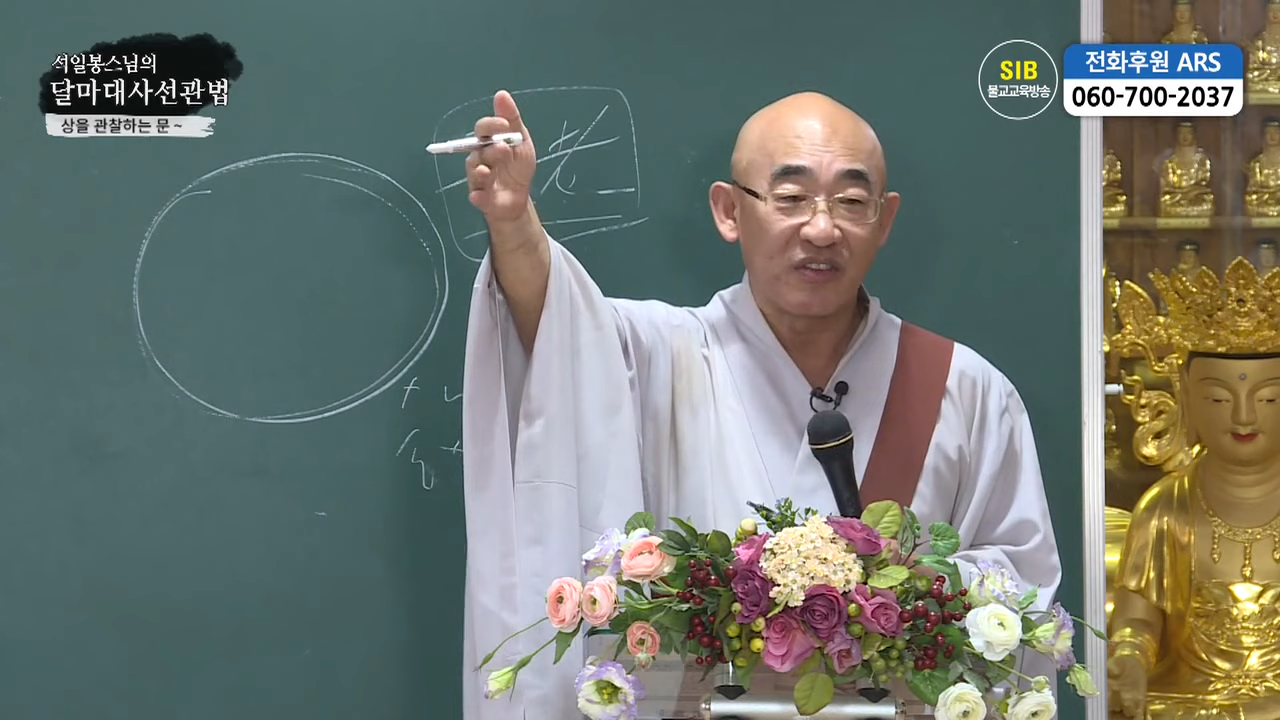 석일봉스님의
달마대사선관법
상을 관찰하는 문 ~
SIB
불교교육방송
전화후원 ARS
060-700-2037
老